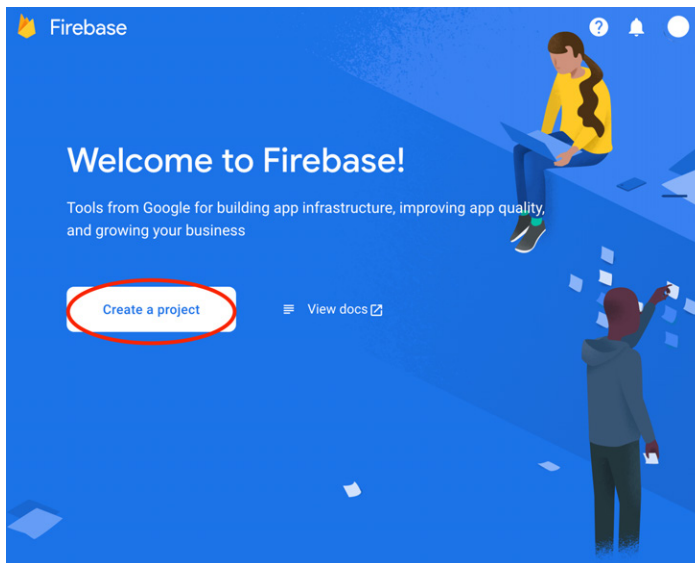 Firebase
Welcome to Firebase!
Tools from Google for building app infrastructure, improving app quality,
and growing your business
Create a project
View docs